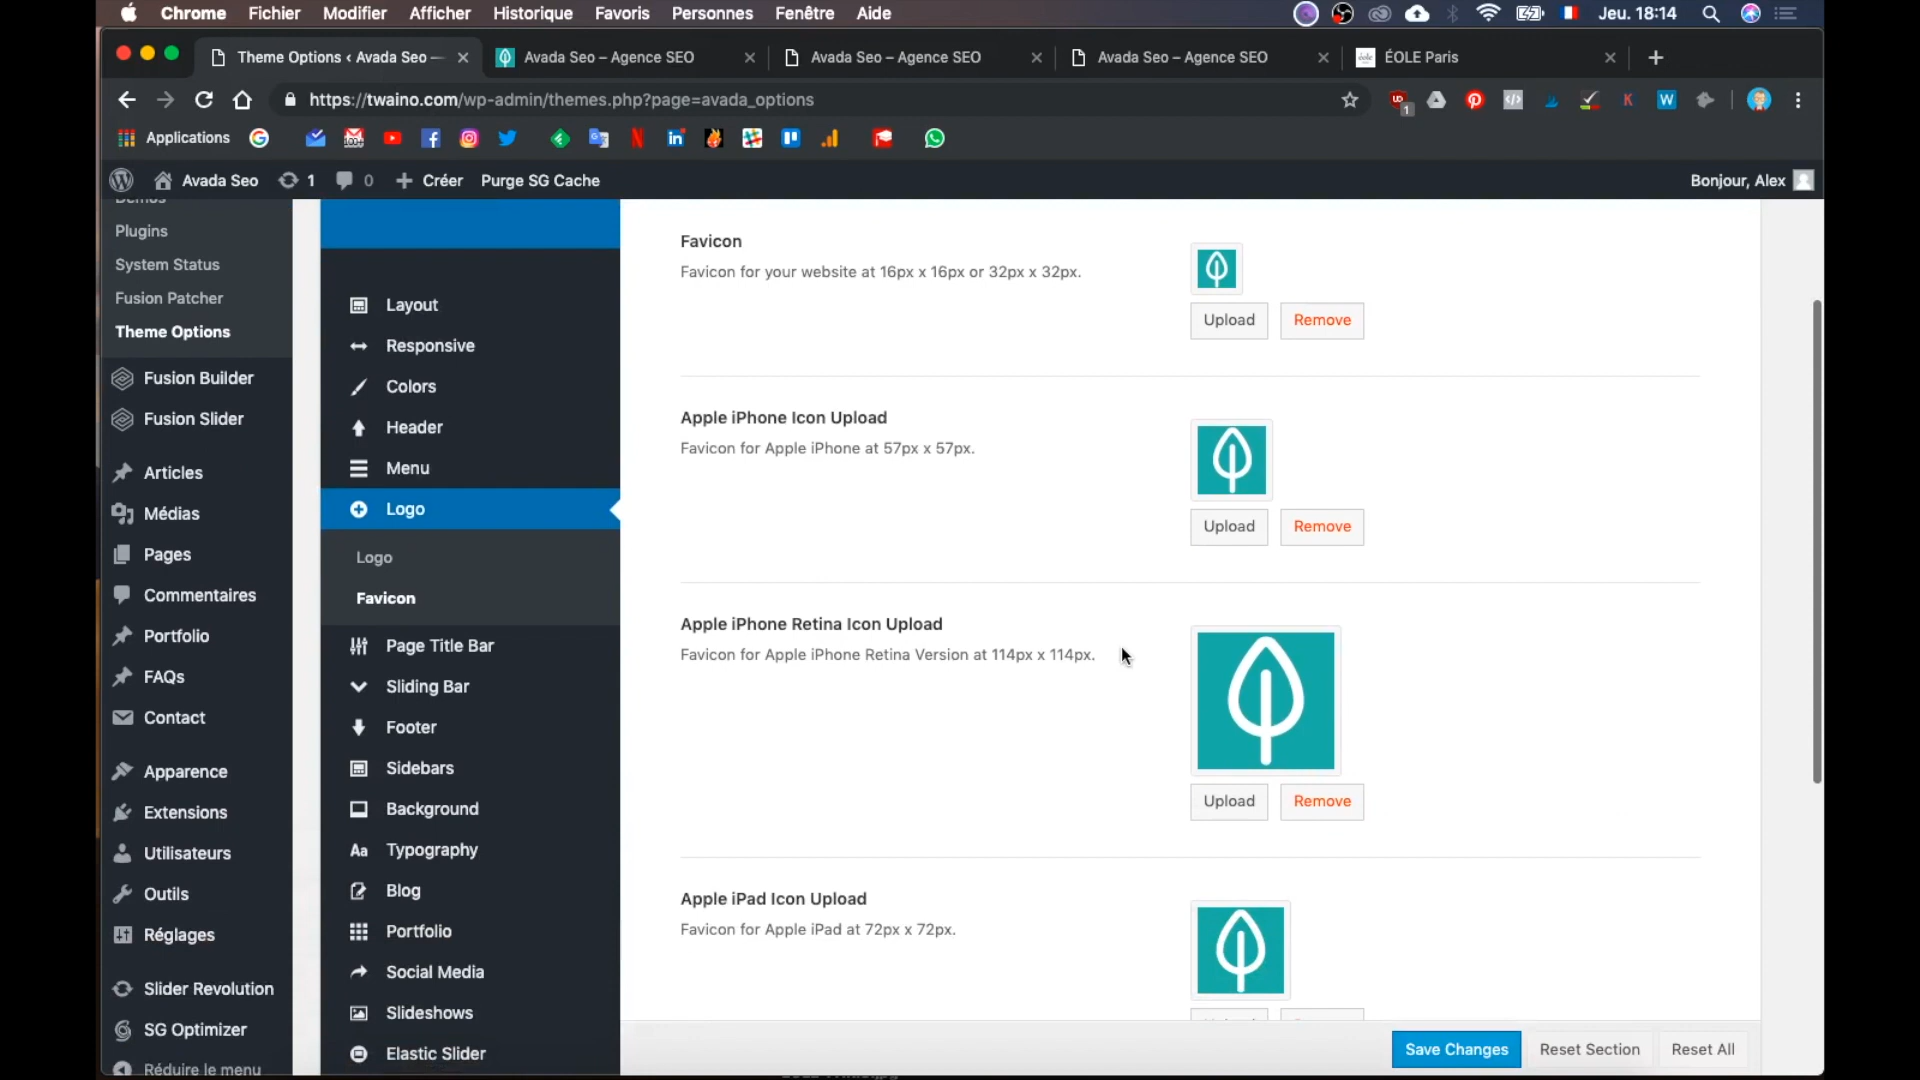 Chrome Fichier Modifier Afficher Historique Favoris Personnes Fenêtre Aide Jeu. 18:14
Theme Options ‹ Avada Seo —
Avada Seo – Agence SEO
Avada Seo – Agence SEO
Avada Seo – Agence SEO
ÉOLE Paris
https://twaino.com/wp-admin/themes.php?page=avada_options
1
Applications
Avada Seo 1 0 Créer Purge SG Cache Bonjour, Alex
Demos
Plugins
System Status
Fusion Patcher
Theme Options
Fusion Builder
Fusion Slider
Articles
Médias
Pages
Commentaires
Portfolio
FAQs
Contact
Apparence
Extensions
Utilisateurs
Outils
Réglages
Slider Revolution
SG Optimizer
Réduire le menu
Layout
Responsive
Colors
Header
Menu
Logo
Logo
Favicon
Page Title Bar
Sliding Bar
Footer
Sidebars
Background
Aa Typography
Blog
Portfolio
Social Media
Slideshows
Elastic Slider
Favicon
Favicon for your website at 16px x 16px or 32px x 32px.
Upload Remove
Apple iPhone Icon Upload
Favicon for Apple iPhone at 57px x 57px.
Upload Remove
Apple iPhone Retina Icon Upload
Favicon for Apple iPhone Retina Version at 114px x 114px.
Upload Remove
Apple iPad Icon Upload
Favicon for Apple iPad at 72px x 72px.
Save Changes Reset Section Reset All